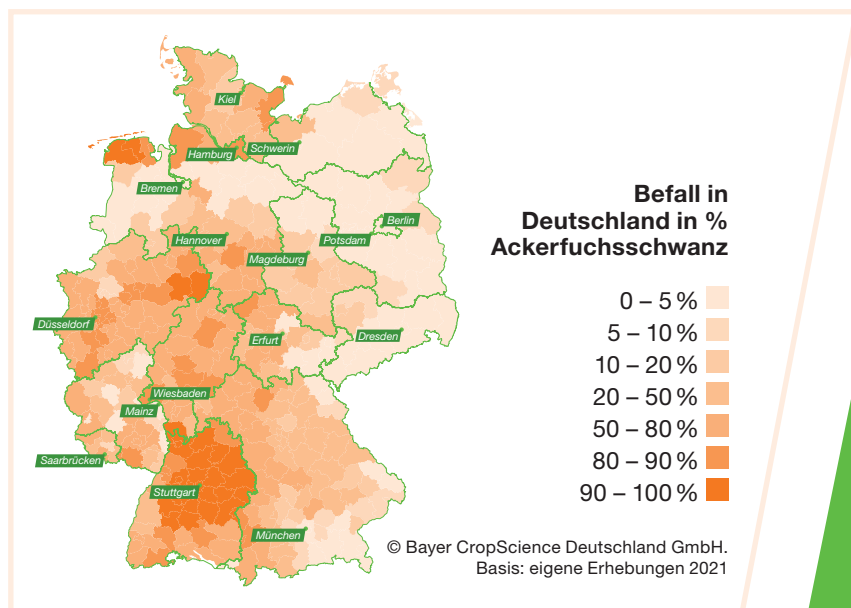 Kiel
Hamburg
Schwerin
Bremen
Berlin
Hannover
Potsdam
Magdeburg
Düsseldorf
Erfurt
Dresden
Wiesbaden
Mainz
Saarbrücken
Stuttgart
München
Befall in
Deutschland in %
Ackerfuchsschwanz
0 – 5 %
5 – 10 %
10 – 20 %
20 – 50 %
50 – 80 %
80 – 90 %
90 – 100 %
© Bayer CropScience Deutschland GmbH.
Basis: eigene Erhebungen 2021